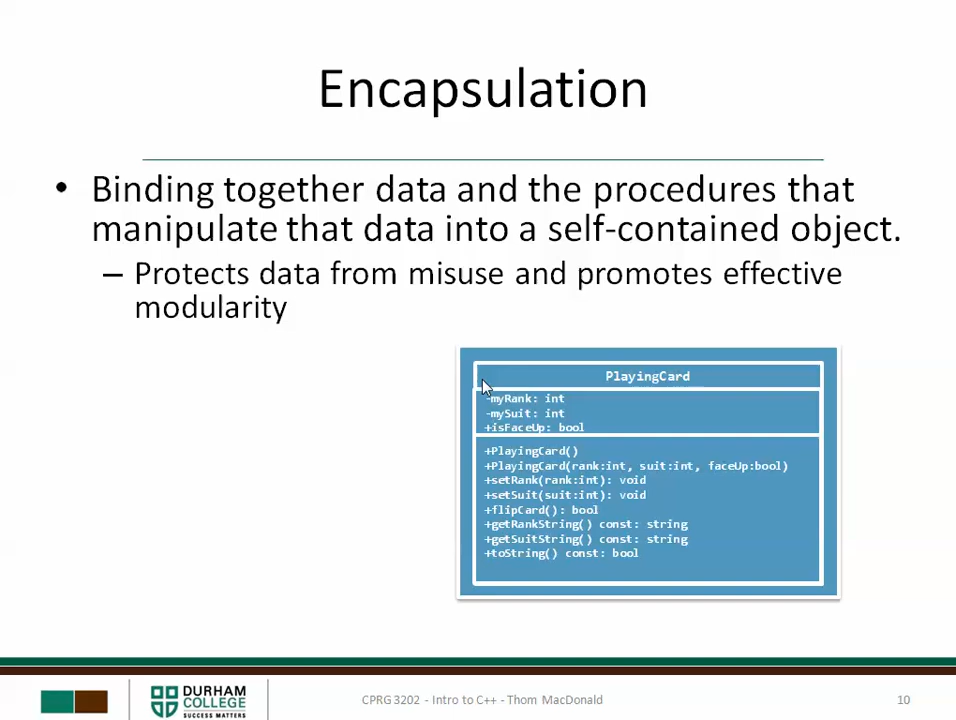 Encapsulation
• Binding together data and the procedures that
manipulate that data into a self-contained object.
– Protects data from misuse and promotes effective
modularity
PlayingCard
-myRank: int
-mySuit: int
+isFaceUp: bool
+PlayingCard()
+PlayingCard(rank:int, suit:int, faceUp:bool)
+setRank(rank:int): void
+setSuit(suit:int): void
+flipCard(): bool
+getRankString() const: string
+getSuitString() const: string
+toString() const: bool
DURHAM
COLLEGE
SUCCESS MATTERS
CPRG 3202 - Intro to C++ - Thom MacDonald
10